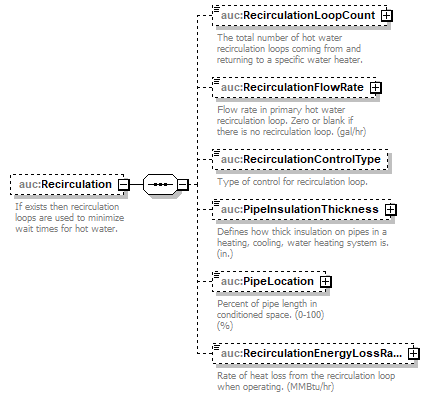 auc:RecirculationLoopCount
The total number of hot water
recirculation loops coming from and
returning to a specific water heater.
auc:RecirculationFlowRate
Flow rate in primary hot water
recirculation loop. Zero or blank if
there is no recirculation loop. (gal/hr)
auc:RecirculationControlType
Type of control for recirculation loop.
auc:Recirculation
If exists then recirculation
loops are used to minimize
wait times for hot water.
auc:PipeInsulationThickness
Defines how thick insulation on pipes in a
heating, cooling, water heating system is.
(in.)
auc:PipeLocation
Percent of pipe length in
conditioned space. (0-100)
(%)
auc:RecirculationEnergyLossRa...
Rate of heat loss from the recirculation loop
when operating. (MMBtu/hr)